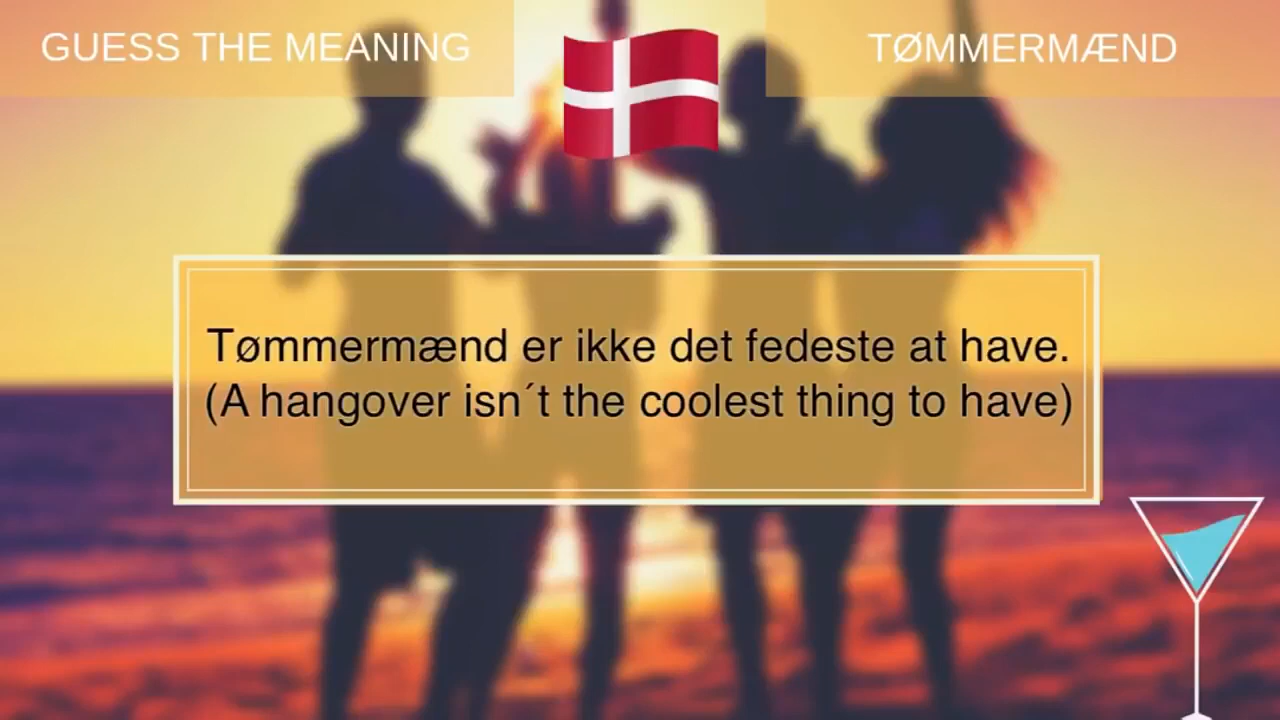 GUESS THE MEANING
TØMMERMÆND
Tømmermænd er ikke det fedeste at have.
(A hangover isn´t the coolest thing to have)